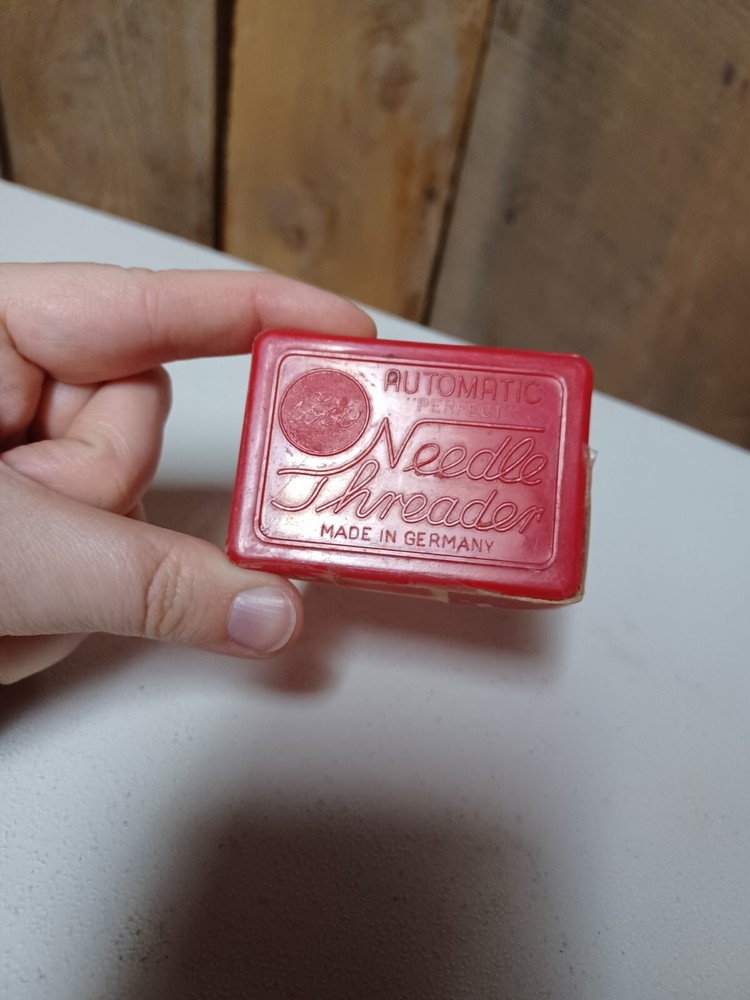 AUTOMATIC
"PERFECT"
Needle
Threader
MADE IN GERMANY